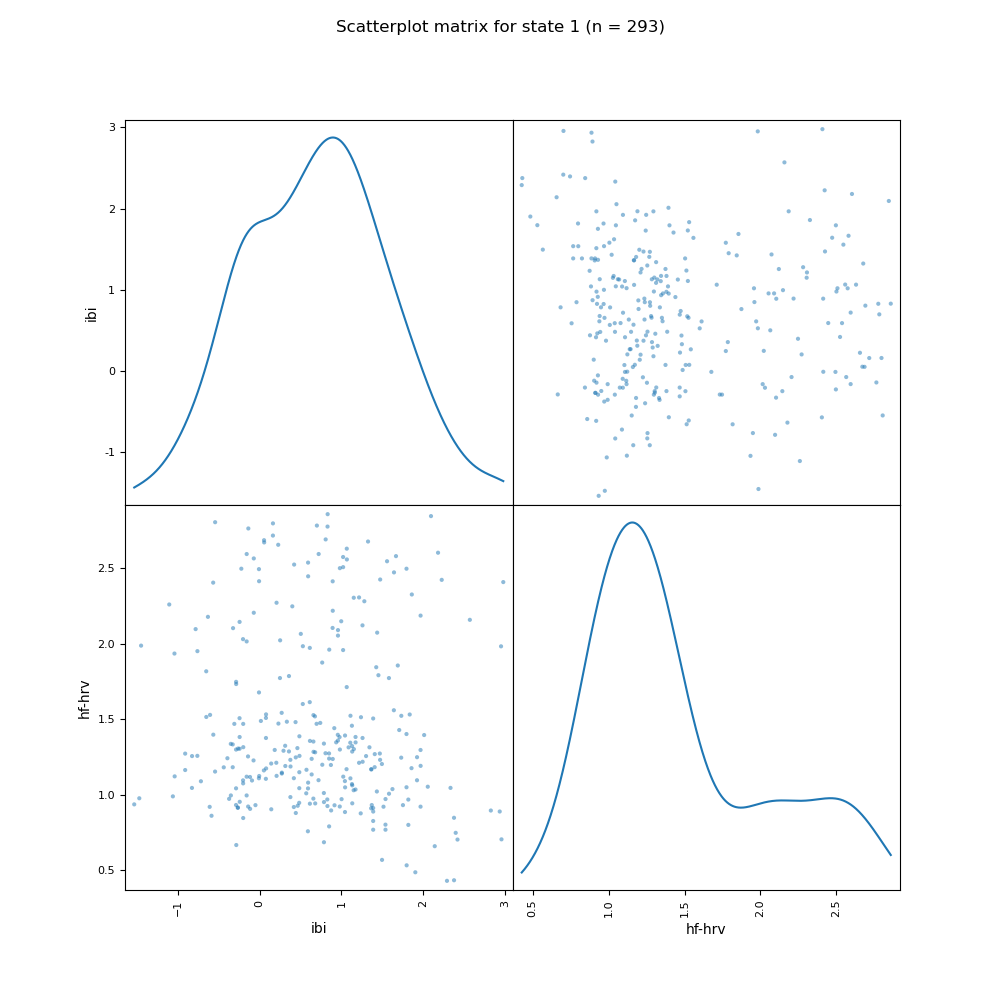 Scatterplot matrix for state 1 (n = 293)
3
2
1
0
-1
ibi
2.5
2.0
1.5
1.0
0.5
hf-hrv
−1 0 1 2 3 0.5 1.0 1.5 2.0 2.5
ibi hf-hrv